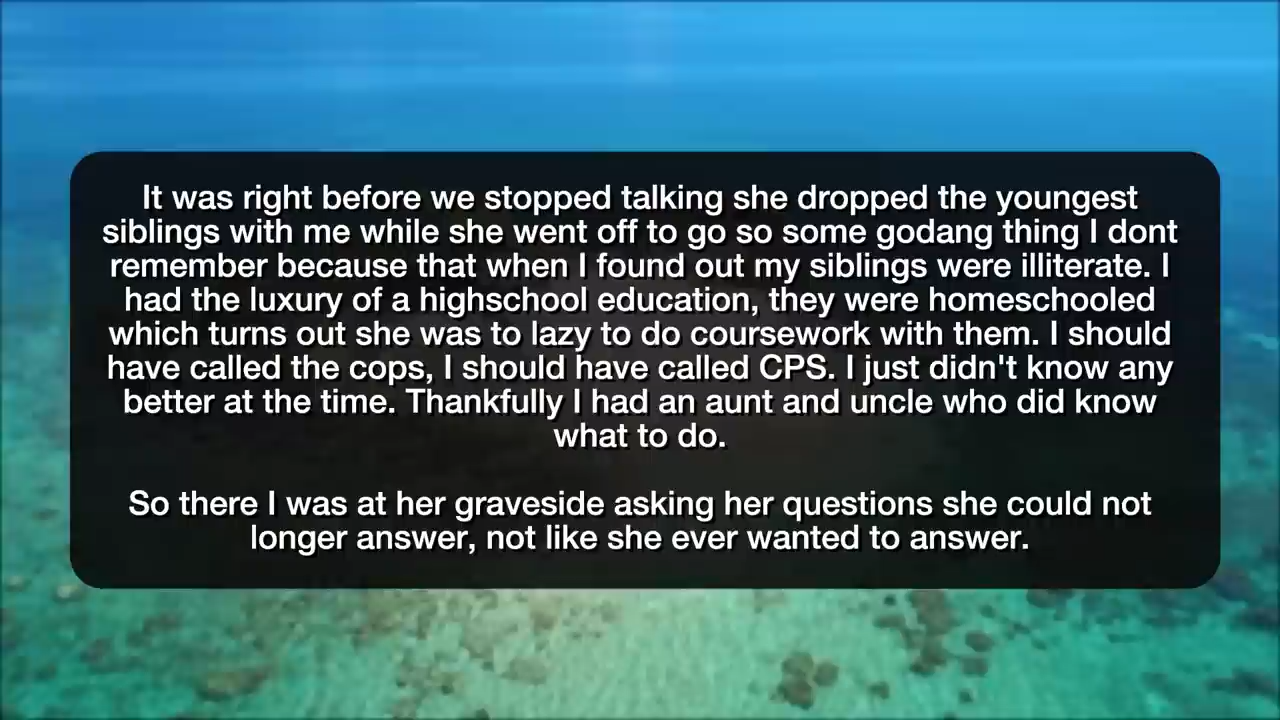 It was right before we stopped talking she dropped the youngest
siblings with me while she went off to go so some godang thing I dont
remember because that when I found out my siblings were illiterate. I
had the luxury of a highschool education, they were homeschooled
which turns out she was to lazy to do coursework with them. I should
have called the cops, I should have called CPS. I just didn't know any
better at the time. Thankfully I had an aunt and uncle who did know
what to do.
So there I was at her graveside asking her questions she could not
longer answer, not like she ever wanted to answer.